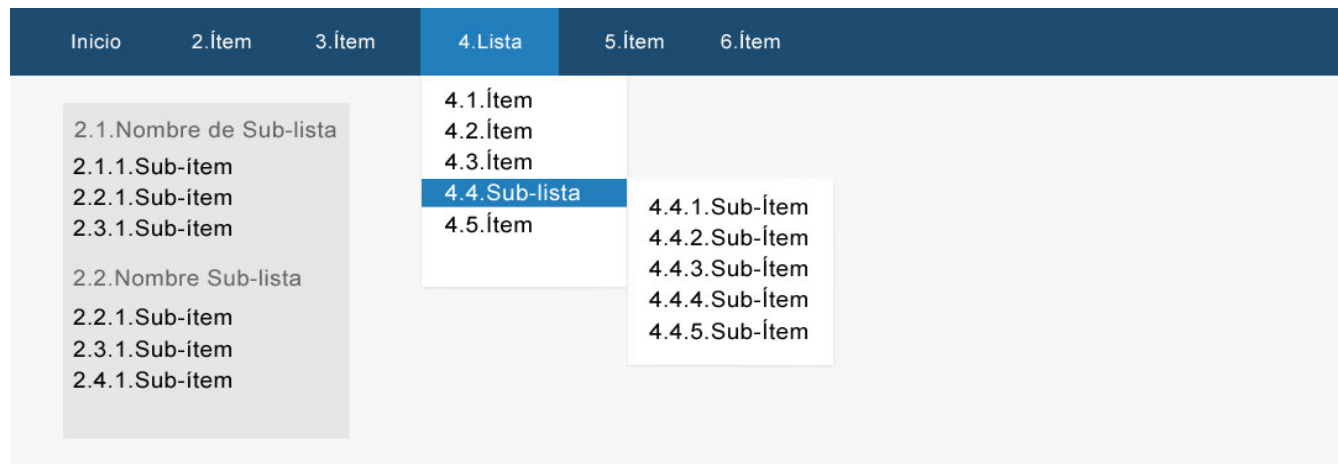 Inicio 2.Ítem 3.Ítem 4.Lista 5.Ítem 6.Ítem
2.1.Nombre de Sub-lista
2.1.1.Sub-ítem
2.2.1.Sub-ítem
2.3.1.Sub-ítem
2.2.Nombre Sub-lista
2.2.1.Sub-ítem
2.3.1.Sub-ítem
2.4.1.Sub-ítem
4.1.Ítem
4.2.Ítem
4.3.Ítem
4.4.Sub-lista
4.5.Ítem
4.4.1.Sub-Ítem
4.4.2.Sub-Ítem
4.4.3.Sub-Ítem
4.4.4.Sub-Ítem
4.4.5.Sub-Ítem